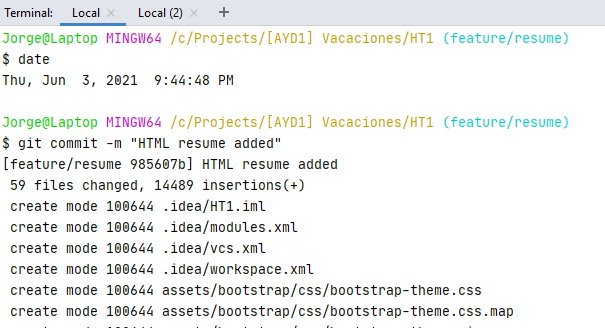 Terminal: Local × Local (2) × +
Jorge@Laptop MINGW64 /c/Projects/[AYD1] Vacaciones/HT1 (feature/resume)
$ date
Thu, Jun  3, 2021  9:44:48 PM
Jorge@Laptop MINGW64 /c/Projects/[AYD1] Vacaciones/HT1 (feature/resume)
$ git commit -m "HTML resume added"
[feature/resume 985607b] HTML resume added
 59 files changed, 14489 insertions(+)
 create mode 100644 .idea/HT1.iml
 create mode 100644 .idea/modules.xml
 create mode 100644 .idea/vcs.xml
 create mode 100644 .idea/workspace.xml
 create mode 100644 assets/bootstrap/css/bootstrap-theme.css
 create mode 100644 assets/bootstrap/css/bootstrap-theme.css.map